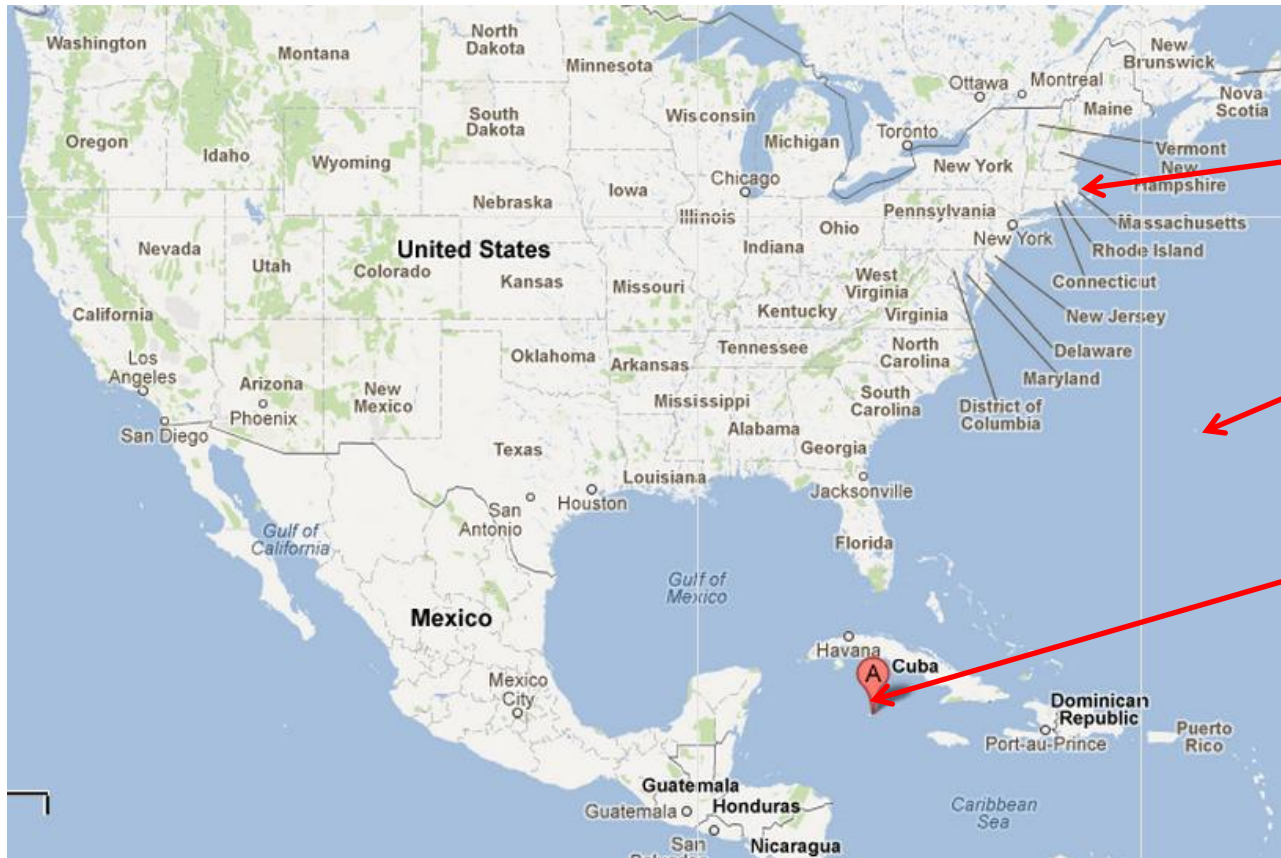 Washington
Montana
North
Dakota
Minnesota
Ottawa
Montreal
New
Brunswick
Nova
Scotia
Maine
Oregon
Idaho
Wyoming
South
Dakota
Wisconsin
Michigan
Toronto
Vermont
New
Hampshire
New York
Iowa
Chicago
Nebraska
Illinois
Indiana
Ohio
Pennsylvania
New York
Massachusetts
Rhode Island
Connecticut
New Jersey
Delaware
Maryland
District of
Columbia
Nevada
Utah
Colorado
United States
Kansas
Missouri
West
Virginia
Kentucky
Virginia
California
Los
Angeles
San Diego
Arizona
Phoenix
New
Mexico
Oklahoma
Arkansas
Tennessee
North
Carolina
South
Carolina
Mississippi
Alabama
Georgia
Texas
Louisiana
San
Antonio
Houston
Jacksonville
Florida
Gulf of
California
Gulf of
Mexico
Mexico
Mexico
City
Havana
Cuba
A
Dominican
Republic
Port-au-Prince
Puerto
Rico
Guatemala
Guatemala
Honduras
Caribbean
Sea
San
Nicaragua